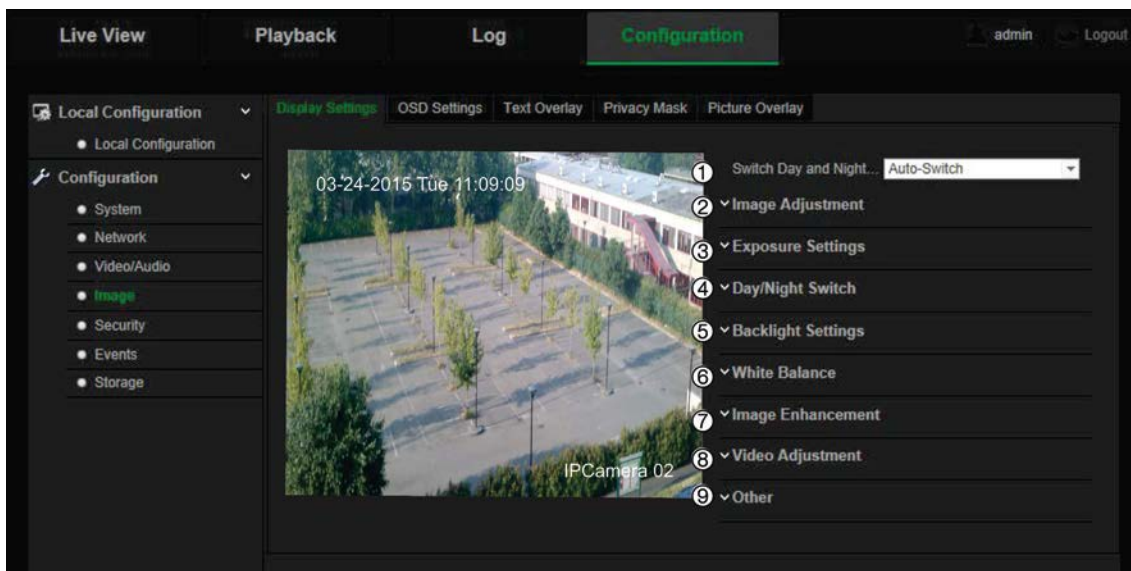 Live View Playback Log Configuration admin Logout
Local Configuration
Local Configuration
Configuration
System
Network
Video/Audio
Image
Security
Events
Storage
Display Settings OSD Settings Text Overlay Privacy Mask Picture Overlay
03-24-2015 Tue 11:09:09
IPCamera 02
① Switch Day and Night... Auto-Switch
② Image Adjustment
③ Exposure Settings
④ Day/Night Switch
⑤ Backlight Settings
⑥ White Balance
⑦ Image Enhancement
⑧ Video Adjustment
⑨ Other